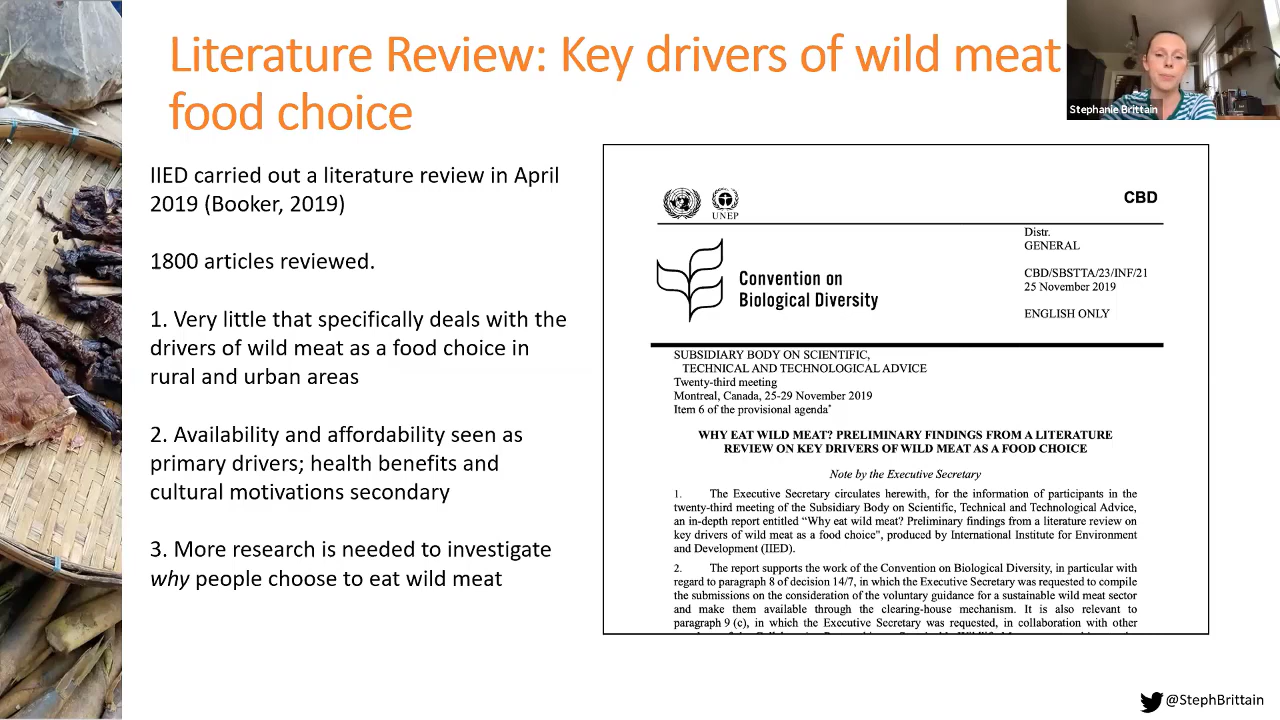 Literature Review: Key drivers of wild meat
food choice
Stephanie Brittain
IIED carried out a literature review in April
2019 (Booker, 2019)
1800 articles reviewed.
1. Very little that specifically deals with the
drivers of wild meat as a food choice in
rural and urban areas
2. Availability and affordability seen as
primary drivers; health benefits and
cultural motivations secondary
3. More research is needed to investigate
why people choose to eat wild meat
UNEP
CBD
Convention on
Biological Diversity
Distr.
GENERAL
CBD/SBSTTA/23/INF/21
25 November 2019
ENGLISH ONLY
SUBSIDIARY BODY ON SCIENTIFIC,
TECHNICAL AND TECHNOLOGICAL ADVICE
Twenty-third meeting
Montreal, Canada, 25-29 November 2019
Item 6 of the provisional agenda*
WHY EAT WILD MEAT? PRELIMINARY FINDINGS FROM A LITERATURE
REVIEW ON KEY DRIVERS OF WILD MEAT AS A FOOD CHOICE
Note by the Executive Secretary
1. The Executive Secretary circulates herewith, for the information of participants in the
twenty-third meeting of the Subsidiary Body on Scientific, Technical and Technological Advice,
an in-depth report entitled “Why eat wild meat? Preliminary findings from a literature review on
key drivers of wild meat as a food choice", produced by International Institute for Environment
and Development (IIED).
2. The report supports the work of the Convention on Biological Diversity, in particular with
regard to paragraph 8 of decision 14/7, in which the Executive Secretary was requested to compile
the submissions on the consideration of the voluntary guidance for a sustainable wild meat sector
and make them available through the clearing-house mechanism. It is also relevant to
paragraph 9 (c), in which the Executive Secretary was requested, in collaboration with other
@StephBrittain